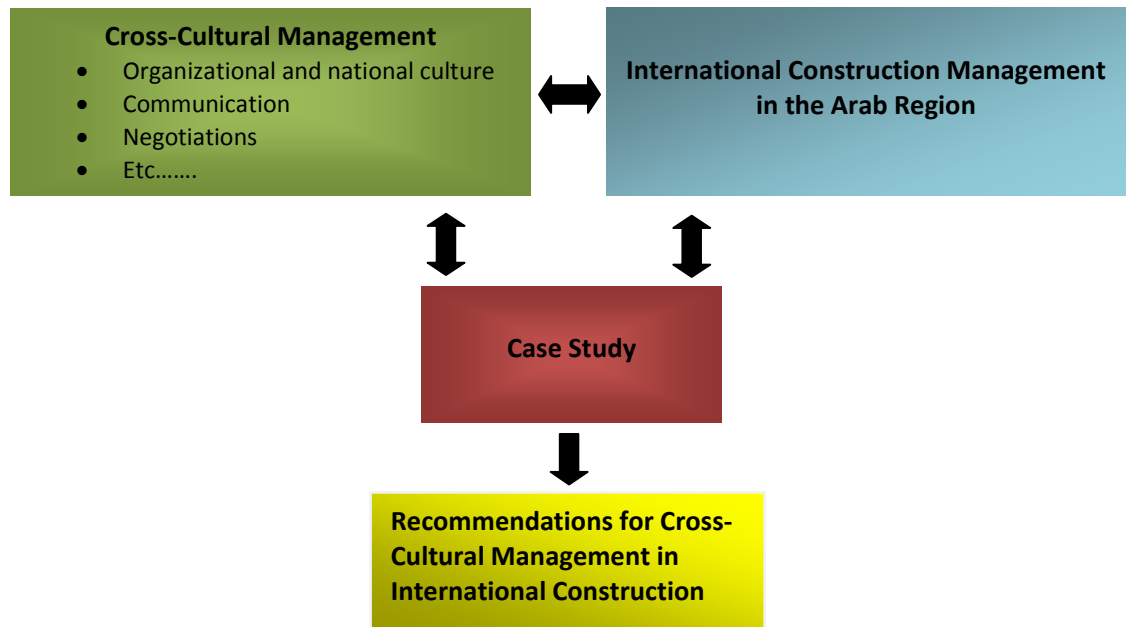 Cross-Cultural Management
• Organizational and national culture
• Communication
• Negotiations
• Etc…….
International Construction Management
in the Arab Region
Case Study
Recommendations for Cross-
Cultural Management in
International Construction